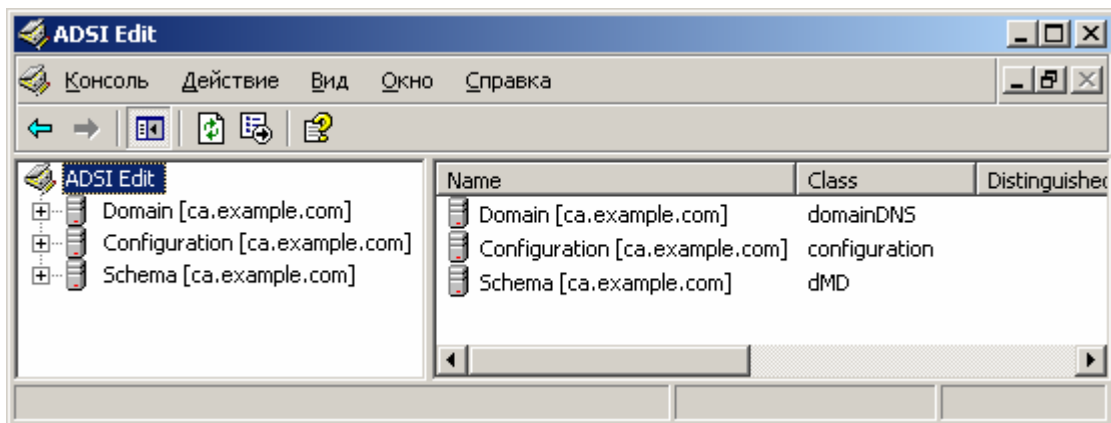 ADSI Edit
Консоль Действие Вид Окно Справка
ADSI Edit
Domain [ca.example.com]
Configuration [ca.example.com]
Schema [ca.example.com]
Name Class Distinguished
Domain [ca.example.com] domainDNS
Configuration [ca.example.com] configuration
Schema [ca.example.com] dMD